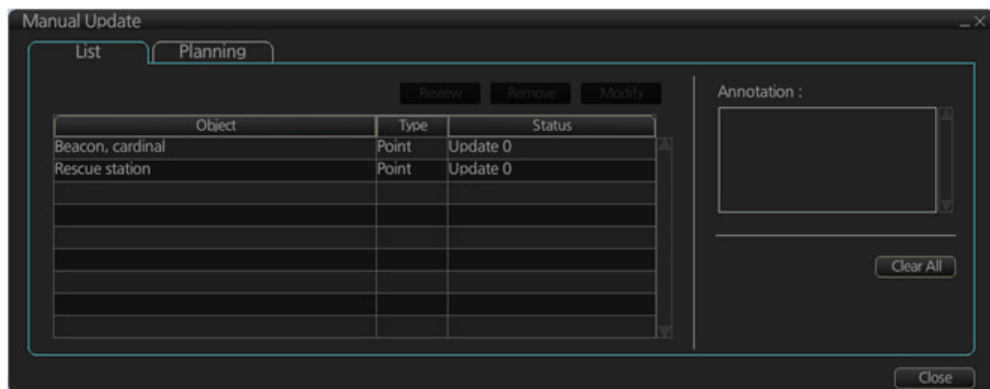 Manual Update
List Planning
Review Remove Modify
Annotation :
Object Type Status
Beacon, cardinal Point Update 0
Rescue station Point Update 0
Clear All
Close